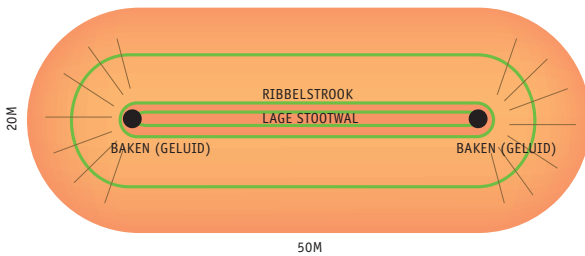 RIBBELSTROOK
LAGE STOOTWAL
BAKEN (GELUID)
BAKEN (GELUID)
20M
50M